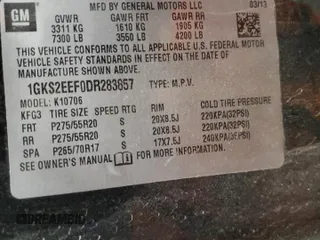 GM
MFD BY GENERAL MOTORS LLC
03/13
GVWR GAWR FRT GAWR RR
3311 KG 1610 KG 1905 KG
7300 LB 3550 LB 4200 LB
THIS VEHICLE CONFORMS TO ALL APPLICABLE U.S. FEDERAL MOTOR
VEHICLE SAFETY STANDARDS IN EFFECT ON THE DATE OF
MANUFACTURE SHOWN ABOVE.
1GKS2EEF0DR283857 TYPE: M.P.V.
MODEL: K10706
KFG3 TIRE SIZE SPEED RTG RIM COLD TIRE PRESSURE
FRT P275/55R20 S 20X8.5J 220KPA(32PSI)
RR P275/55R20 S 20X8.5J 220KPA(32PSI)
SPA P265/70R17 S 17X7.5J 240KPA(35PSI)
SEE OWNER'S MANUAL FOR MORE INFORMATION.